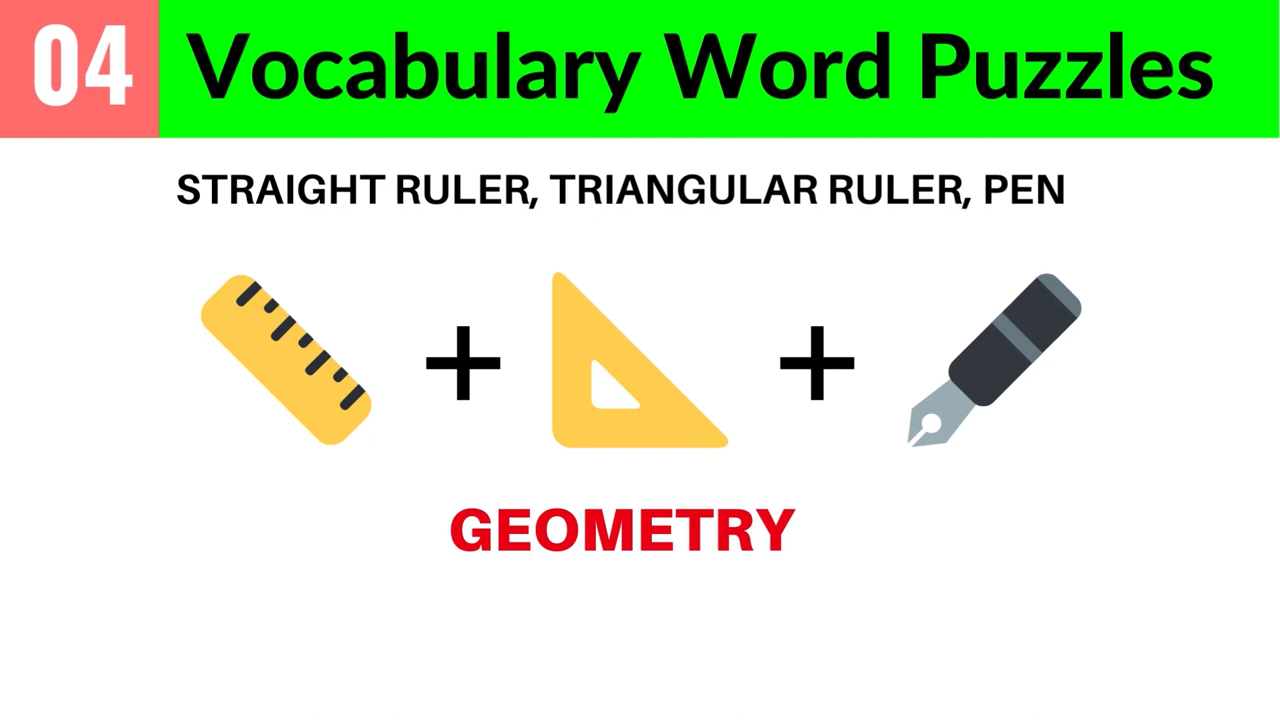 04 Vocabulary Word Puzzles
STRAIGHT RULER, TRIANGULAR RULER, PEN
+ +
GEOMETRY